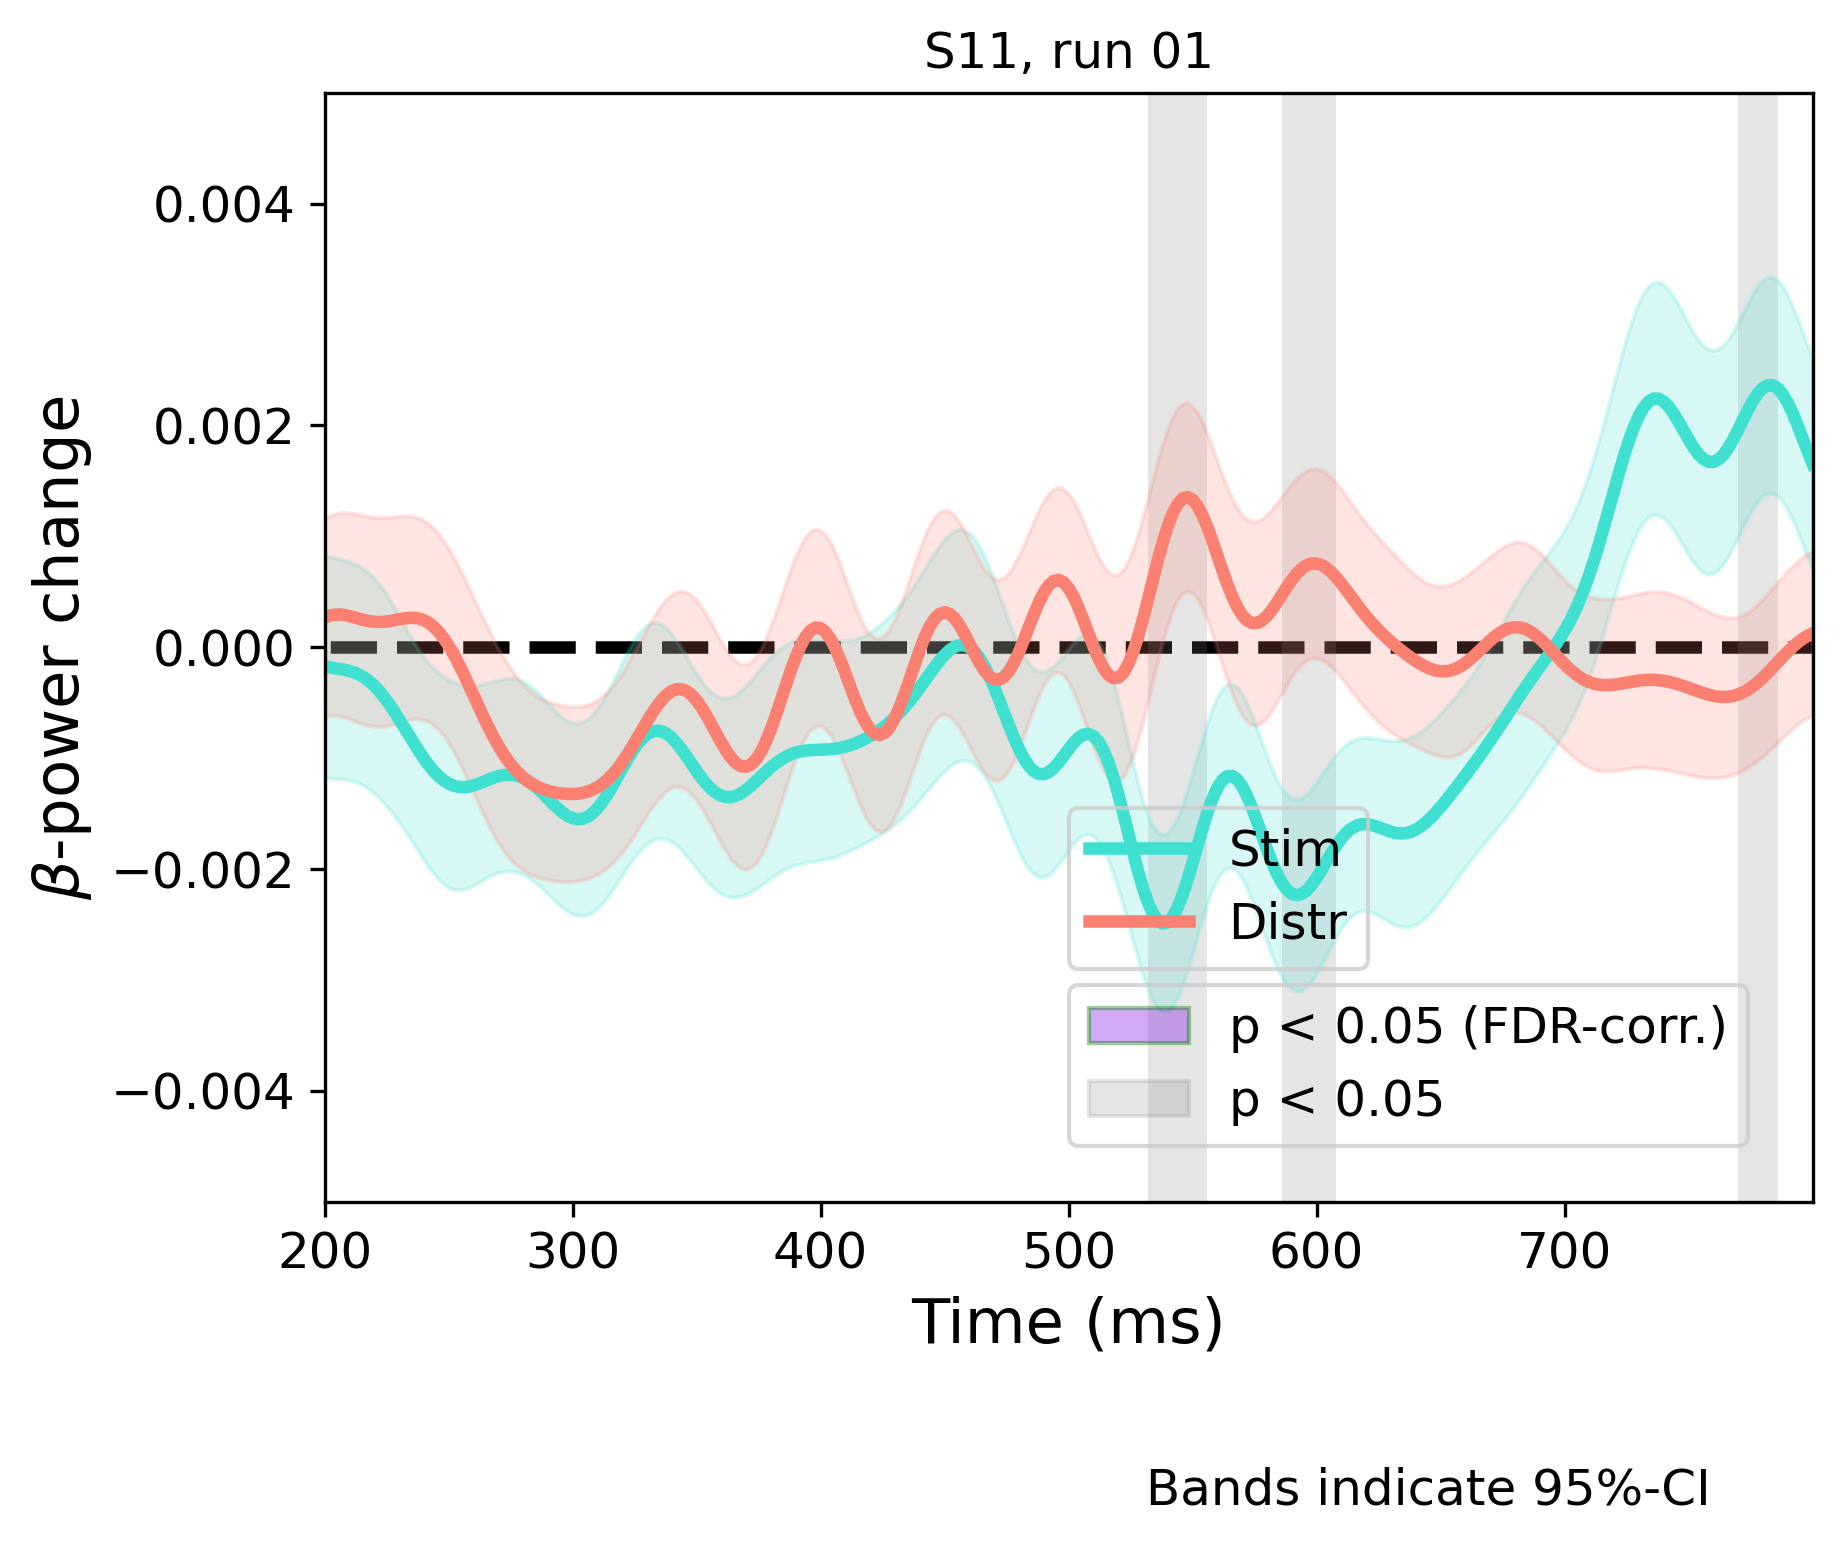 S11, run 01
β-power change
0.004
0.002
0.000
−0.002
−0.004
Stim
Distr
p < 0.05 (FDR-corr.)
p < 0.05
200 300 400 500 600 700
Time (ms)
Bands indicate 95%-CI